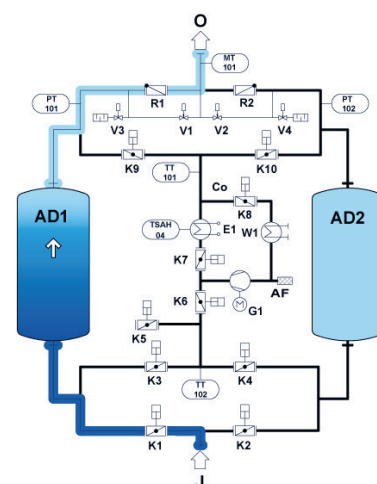 O
MT
101
PT
101
R1
R2
PT
102
V3
V1
V2
V4
K9
K10
TT
101
Co
K8
AD1
TSAH
04
E1
W1
AD2
K7
AF
G1
K6
K5
K3
K4
TT
102
K1
K2